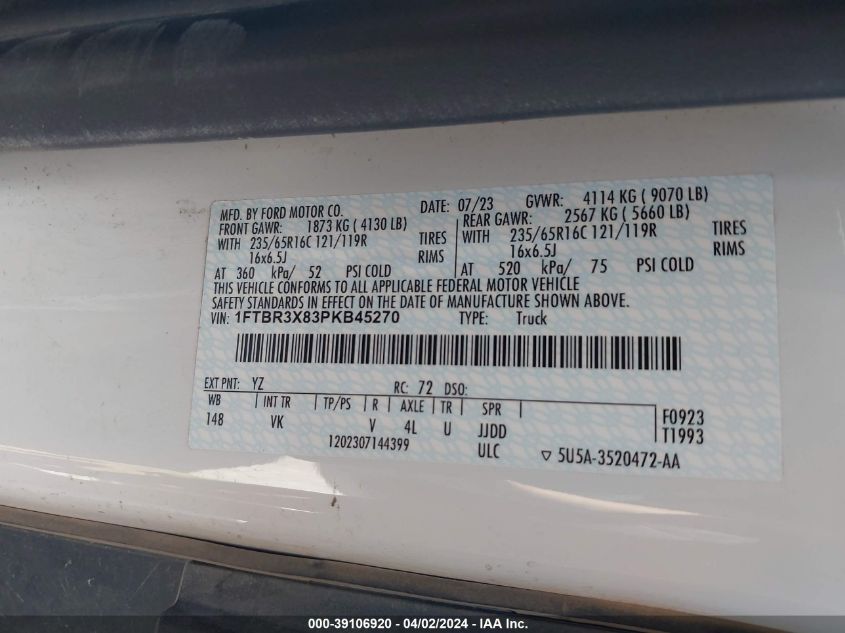 MFD. BY FORD MOTOR CO. DATE: 07/23 GVWR: 4114 KG ( 9070 LB)
FRONT GAWR: 1873 KG ( 4130 LB) REAR GAWR: 2567 KG ( 5660 LB)
WITH 235/65R16C 121/119R TIRES WITH 235/65R16C 121/119R TIRES
16x6.5J RIMS 16x6.5J RIMS
AT 360 kPa/ 52 PSI COLD AT 520 kPa/ 75 PSI COLD
THIS VEHICLE CONFORMS TO ALL APPLICABLE FEDERAL MOTOR VEHICLE
SAFETY STANDARDS IN EFFECT ON THE DATE OF MANUFACTURE SHOWN ABOVE.
VIN: 1FTBR3X83PKB45270 TYPE: Truck
EXT PNT: YZ RC: 72 DSO:
WB INT TR TP/PS R AXLE TR SPR F0923
148 VK V 4L U JJDD T1993
1202307144399 ULC ▽ 5U5A-3520472-AA
000-39106920 - 04/02/2024 - IAA Inc.